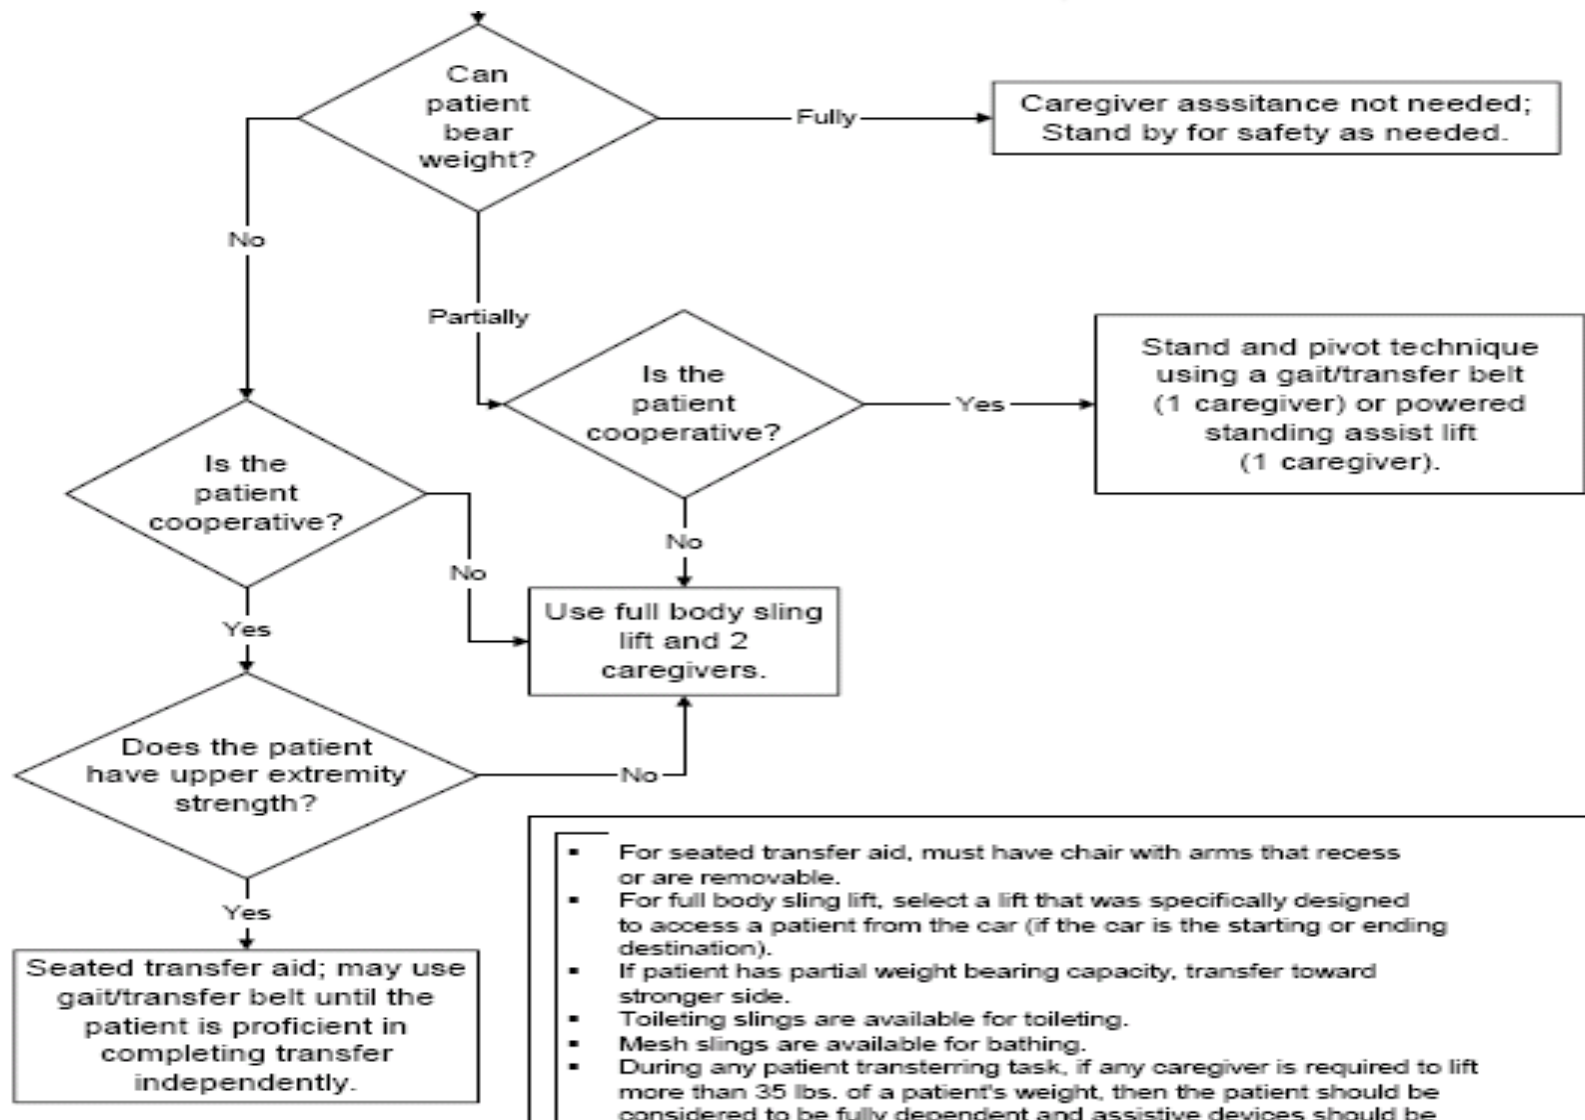 Can
patient
bear
weight?
Fully
Caregiver asssitance not needed;
Stand by for safety as needed.
No
Partially
Is the
patient
cooperative?
Yes
Stand and pivot technique
using a gait/transfer belt
(1 caregiver) or powered
standing assist lift
(1 caregiver).
Is the
patient
cooperative?
No
No
Use full body sling
lift and 2
caregivers.
Yes
Does the patient
have upper extremity
strength?
No
Yes
Seated transfer aid; may use
gait/transfer belt until the
patient is proficient in
completing transfer
independently.
▪ For seated transfer aid, must have chair with arms that recess
or are removable.
▪ For full body sling lift, select a lift that was specifically designed
to access a patient from the car (if the car is the starting or ending
destination).
▪ If patient has partial weight bearing capacity, transfer toward
stronger side.
▪ Toileting slings are available for toileting.
▪ Mesh slings are available for bathing.
▪ During any patient transterring task, if any caregiver is required to lift
more than 35 lbs. of a patient's weight, then the patient should be
considered to be fully dependent and assistive devices should be